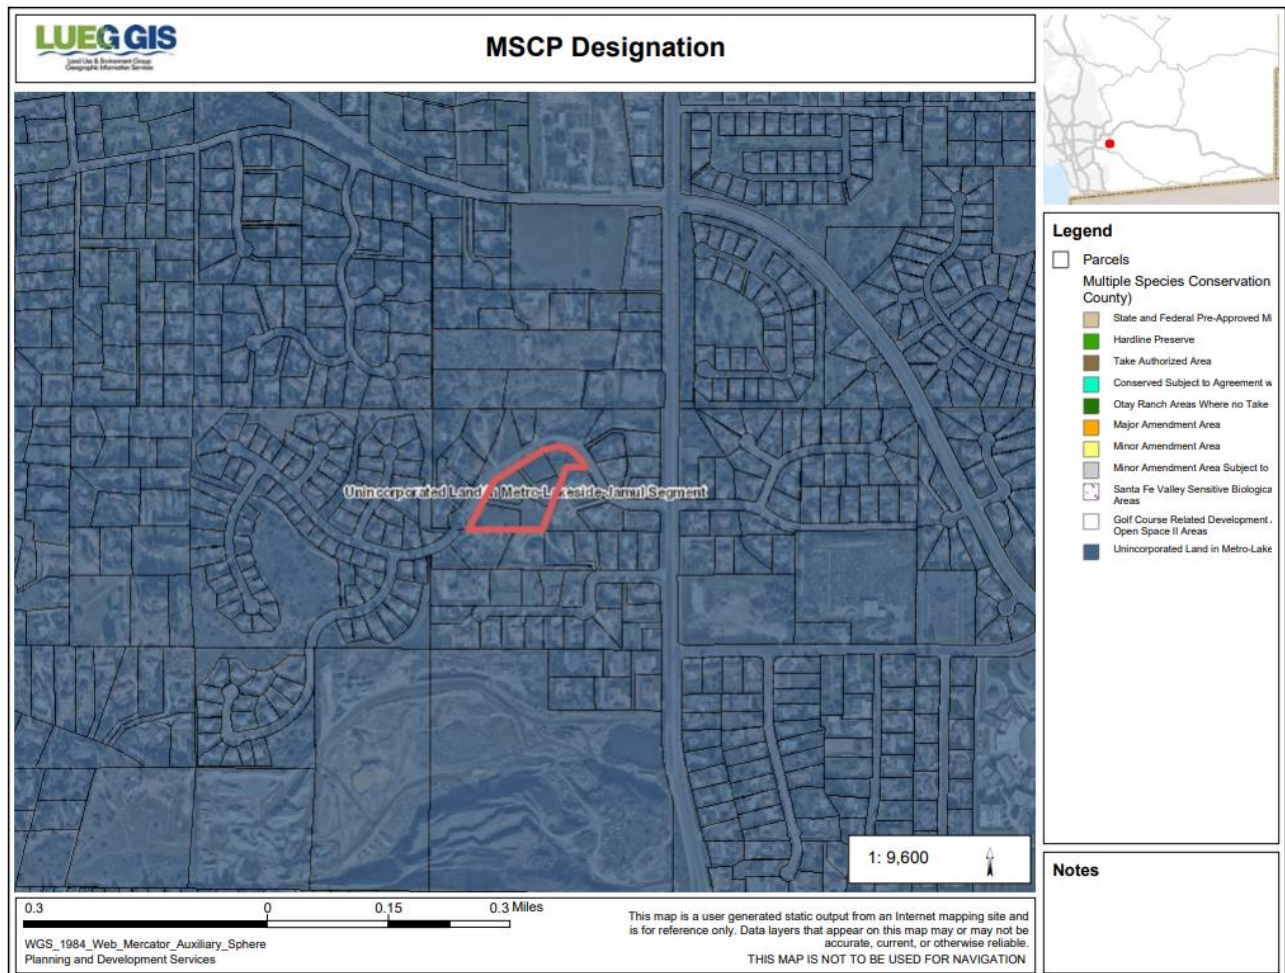 LUEG GIS
Land Use & Environment Group
Geographic Information Services
MSCP Designation
Unincorporated Land in Metro-Lakeside-Jamul Segment
1: 9,600
Legend
Parcels
Multiple Species Conservation
County)
State and Federal Pre-Approved Mi
Hardline Preserve
Take Authorized Area
Conserved Subject to Agreement w
Otay Ranch Areas Where no Take
Major Amendment Area
Minor Amendment Area
Minor Amendment Area Subject to
Santa Fe Valley Sensitive Biologica
Areas
Golf Course Related Development
Open Space II Areas
Unincorporated Land in Metro-Lake
Notes
0.3 0 0.15 0.3 Miles
WGS_1984_Web_Mercator_Auxiliary_Sphere
Planning and Development Services
This map is a user generated static output from an Internet mapping site and
is for reference only. Data layers that appear on this map may or may not be
accurate, current, or otherwise reliable.
THIS MAP IS NOT TO BE USED FOR NAVIGATION